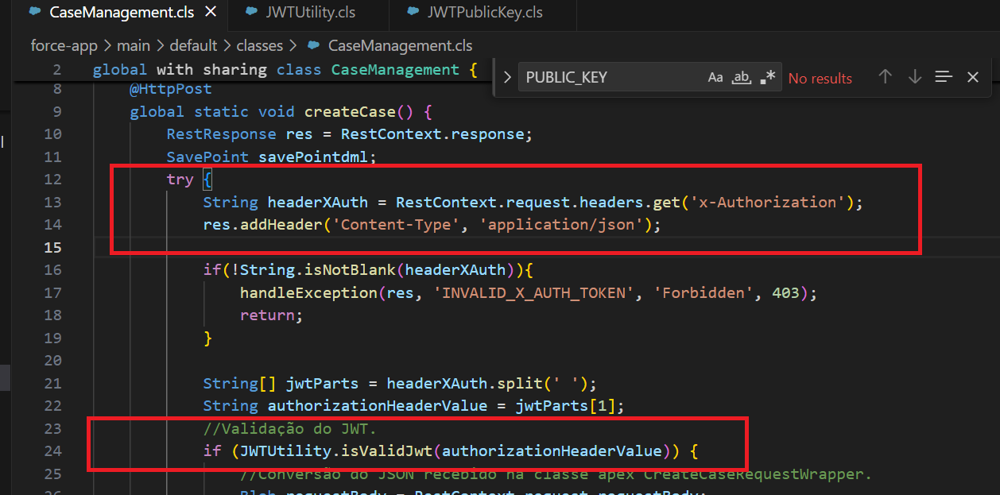 CaseManagement.cls
JWTUtility.cls
JWTPublicKey.cls
force-app > main > default > classes > CaseManagement.cls
2 global with sharing class CaseManagement {
PUBLIC_KEY Aa ab .* No results
8 @HttpPost
9 global static void createCase() {
10 RestResponse res = RestContext.response;
11 SavePoint savePointdml;
12 try {
13 String headerXAuth = RestContext.request.headers.get('x-Authorization');
14 res.addHeader('Content-Type', 'application/json');
15
16 if(!String.isNotBlank(headerXAuth)){
17 handleException(res, 'INVALID_X_AUTH_TOKEN', 'Forbidden', 403);
18 return;
19 }
20
21 String[] jwtParts = headerXAuth.split(' ');
22 String authorizationHeaderValue = jwtParts[1];
23 //Validação do JWT.
24 if (JWTUtility.isValidJwt(authorizationHeaderValue)) {
25 //Conversão do JSON recebido na classe apex CreateCaseRequestWrapper.
26 Blob requestBody = RestContext.request.requestBody;